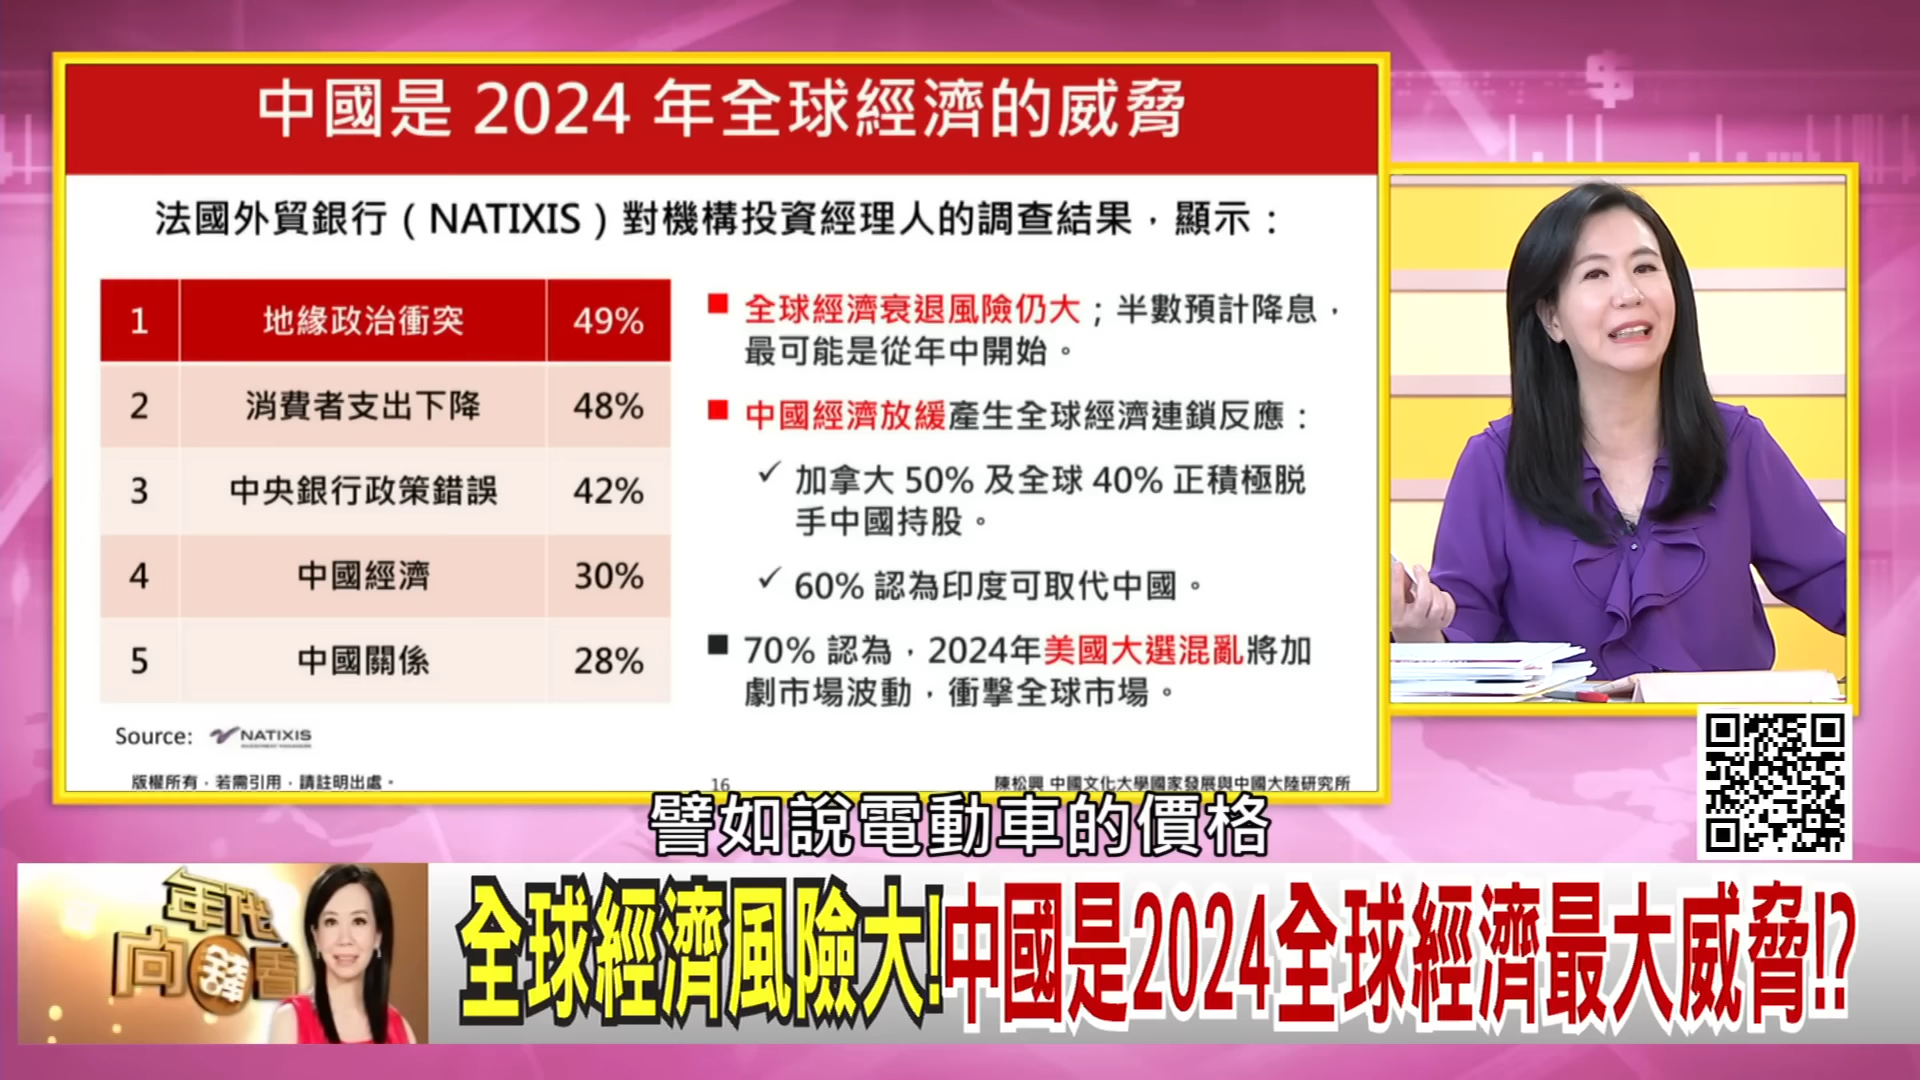 中國是 2024 年全球經濟的威脅
法國外貿銀行（NATIXIS）對機構投資經理人的調查結果，顯示：
1 地緣政治衝突 49%
2 消費者支出下降 48%
3 中央銀行政策錯誤 42%
4 中國經濟 30%
5 中國關係 28%
Source: NATIXIS
全球經濟衰退風險仍大；半數預計降息，
最可能是從年中開始。
中國經濟放緩產生全球經濟連鎖反應：
加拿大 50% 及全球 40% 正積極脫
手中國持股。
60% 認為印度可取代中國。
70% 認為，2024年美國大選混亂將加
劇市場波動，衝擊全球市場。
版權所有，若需引用，請註明出處。
16
陳松興 中國文化大學國家發展與中國大陸研究所
譬如說電動車的價格
年代
向錢看
全球經濟風險大!中國是2024全球經濟最大威脅!?